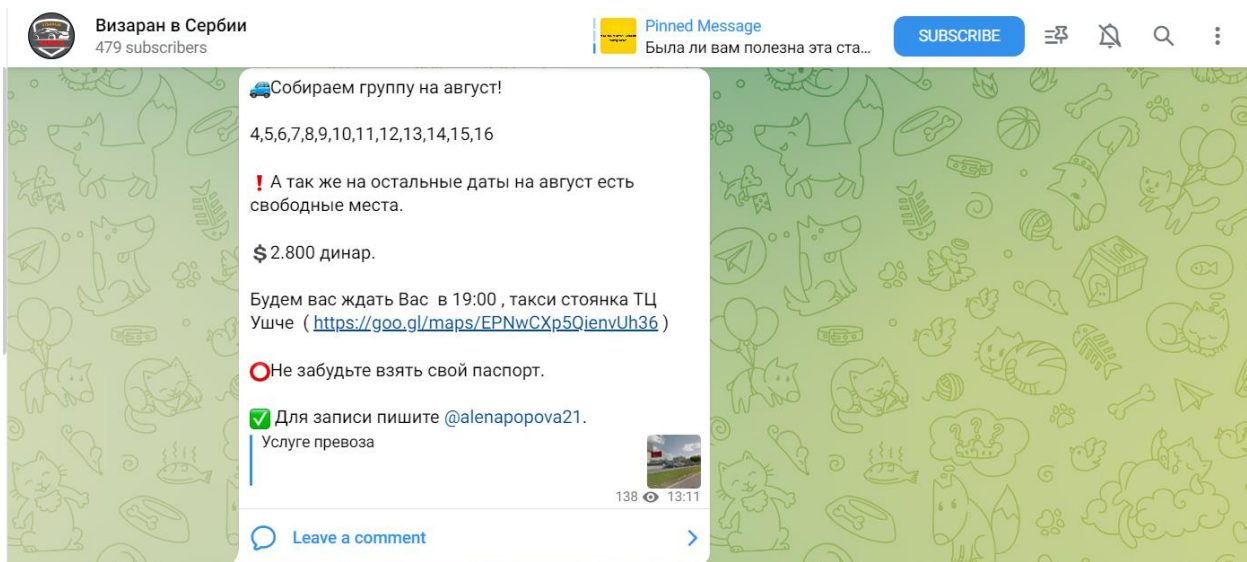 Визаран в Сербии
479 subscribers
Pinned Message
Была ли вам полезна эта ста...
SUBSCRIBE
🚙Собираем группу на август!
4,5,6,7,8,9,10,11,12,13,14,15,16
❗ А так же на остальные даты на август есть
свободные места.
💲2.800 динар.
Будем вас ждать Вас в 19:00 , такси стоянка ТЦ
Ушче ( https://goo.gl/maps/EPNwCXp5QienvUh36 )
⭕Не забудьте взять свой паспорт.
✅ Для записи пишите @alenapopova21.
Услуге превоза
138 13:11
Leave a comment